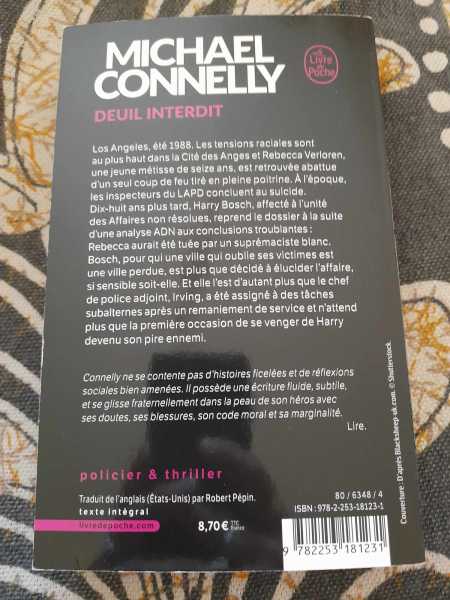 MICHAEL
CONNELLY
Le Livre
de
Poche
DEUIL INTERDIT
Los Angeles, été 1988. Les tensions raciales sont
au plus haut dans la Cité des Anges et Rebecca Verloren,
une jeune métisse de seize ans, est retrouvée abattue
d'un seul coup de feu tiré en pleine poitrine. À l'époque,
les inspecteurs du LAPD concluent au suicide.
Dix-huit ans plus tard, Harry Bosch, affecté à l'unité
des Affaires non résolues, reprend le dossier à la suite
d'une analyse ADN aux conclusions troublantes :
Rebecca aurait été tuée par un suprémaciste blanc.
Bosch, pour qui une ville qui oublie ses victimes est
une ville perdue, est plus que décidé à élucider l'affaire,
si sensible soit-elle. Et elle l'est d'autant plus que le chef
de police adjoint, Irving, a été assigné à des tâches
subalternes après un remaniement de service et n'attend
plus que la première occasion de se venger de Harry
devenu son pire ennemi.
Connelly ne se contente pas d'histoires ficelées et de réflexions
sociales bien amenées. Il possède une écriture fluide, subtile,
et se glisse fraternellement dans la peau de son héros avec
ses doutes, ses blessures, son code moral et sa marginalité.
Lire.
policier & thriller
Traduit de l'anglais (États-Unis) par Robert Pépin.
texte intégral
livredepoche.com
8,70 € TTC
France
80 / 6348 / 4
ISBN : 978-2-253-18123-1
9 782253 181231
Couverture : D'après Blacksheep-uk.com. © Shutterstock.